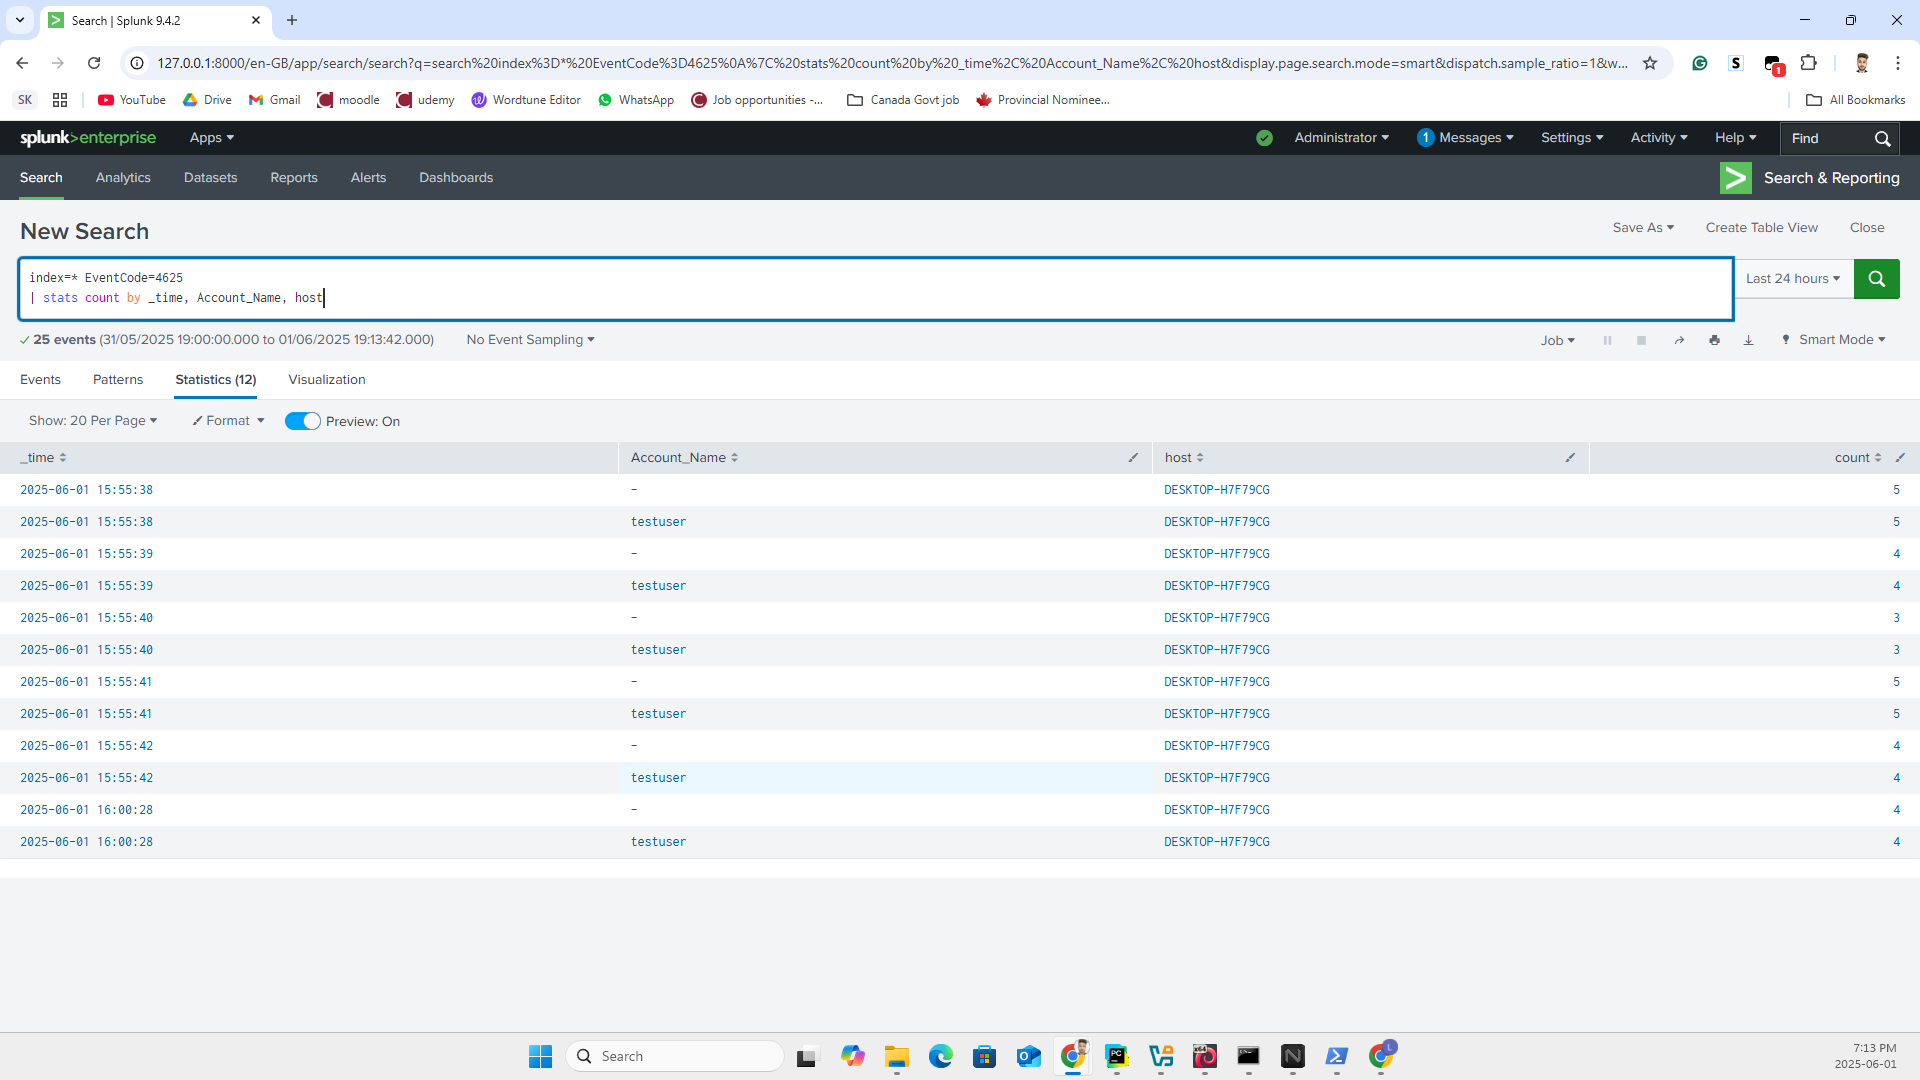 Search | Splunk 9.4.2
127.0.0.1:8000/en-GB/app/search/search?q=search%20index%3D*%20EventCode%3D4625%0A%7C%20stats%20count%20by%20_time%2C%20Account_Name%2C%20host&display.page.search.mode=smart&dispatch.sample_ratio=1&w...
SK YouTube Drive Gmail moodle udemy Wordtune Editor WhatsApp Job opportunities -... Canada Govt job Provincial Nominee... All Bookmarks
splunk>enterprise Apps Administrator 1 Messages Settings Activity Help Find
Search Analytics Datasets Reports Alerts Dashboards Search & Reporting
New Search Save As Create Table View Close
index=* EventCode=4625
| stats count by _time, Account_Name, host
Last 24 hours
25 events (31/05/2025 19:00:00.000 to 01/06/2025 19:13:42.000) No Event Sampling Job Smart Mode
Events Patterns Statistics (12) Visualization
Show: 20 Per Page Format Preview: On
_time Account_Name host count
2025-06-01 15:55:38 - DESKTOP-H7F79CG 5
2025-06-01 15:55:38 testuser DESKTOP-H7F79CG 5
2025-06-01 15:55:39 - DESKTOP-H7F79CG 4
2025-06-01 15:55:39 testuser DESKTOP-H7F79CG 4
2025-06-01 15:55:40 - DESKTOP-H7F79CG 3
2025-06-01 15:55:40 testuser DESKTOP-H7F79CG 3
2025-06-01 15:55:41 - DESKTOP-H7F79CG 5
2025-06-01 15:55:41 testuser DESKTOP-H7F79CG 5
2025-06-01 15:55:42 - DESKTOP-H7F79CG 4
2025-06-01 15:55:42 testuser DESKTOP-H7F79CG 4
2025-06-01 16:00:28 - DESKTOP-H7F79CG 4
2025-06-01 16:00:28 testuser DESKTOP-H7F79CG 4
Search
7:13 PM
2025-06-01